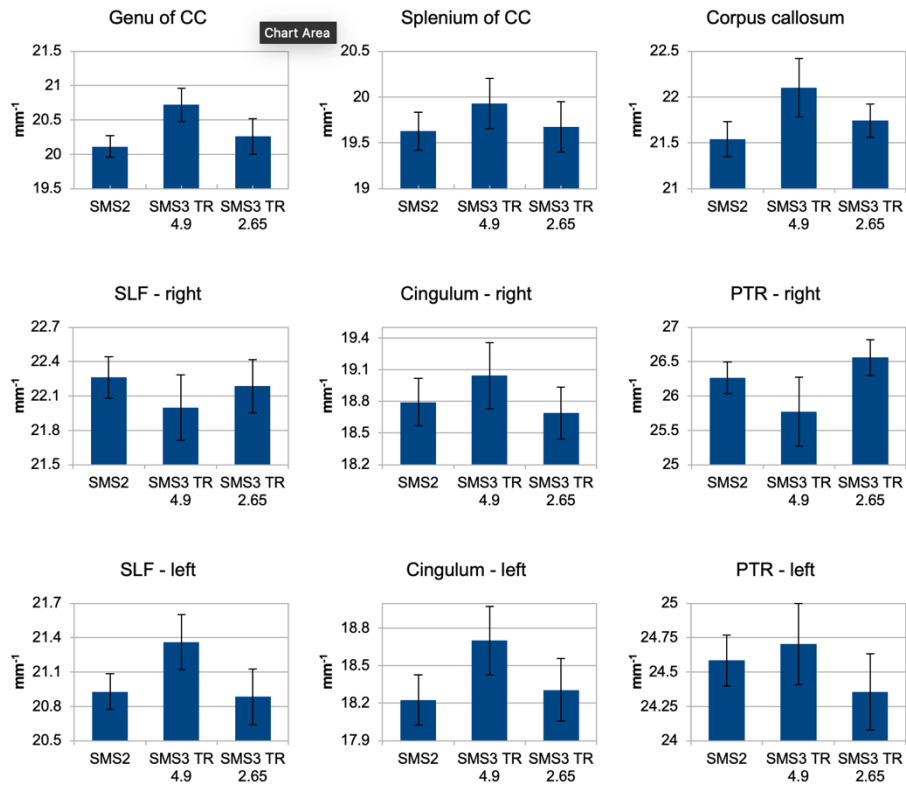 Genu of CC
Chart Area
mm-1
21.5
21
20.5
20
19.5
SMS2
SMS3 TR
4.9
SMS3 TR
2.65
Splenium of CC
mm-1
20.5
20
19.5
19
SMS2
SMS3 TR
4.9
SMS3 TR
2.65
Corpus callosum
mm-1
22.5
22
21.5
21
SMS2
SMS3 TR
4.9
SMS3 TR
2.65
SLF - right
mm-1
22.7
22.4
22.1
21.8
21.5
SMS2
SMS3 TR
4.9
SMS3 TR
2.65
Cingulum - right
mm-1
19.4
19.1
18.8
18.5
18.2
SMS2
SMS3 TR
4.9
SMS3 TR
2.65
PTR - right
mm-1
27
26.5
26
25.5
25
SMS2
SMS3 TR
4.9
SMS3 TR
2.65
SLF - left
mm-1
21.7
21.4
21.1
20.8
20.5
SMS2
SMS3 TR
4.9
SMS3 TR
2.65
Cingulum - left
mm-1
18.8
18.5
18.2
17.9
SMS2
SMS3 TR
4.9
SMS3 TR
2.65
PTR - left
mm-1
25
24.75
24.5
24.25
24
SMS2
SMS3 TR
4.9
SMS3 TR
2.65